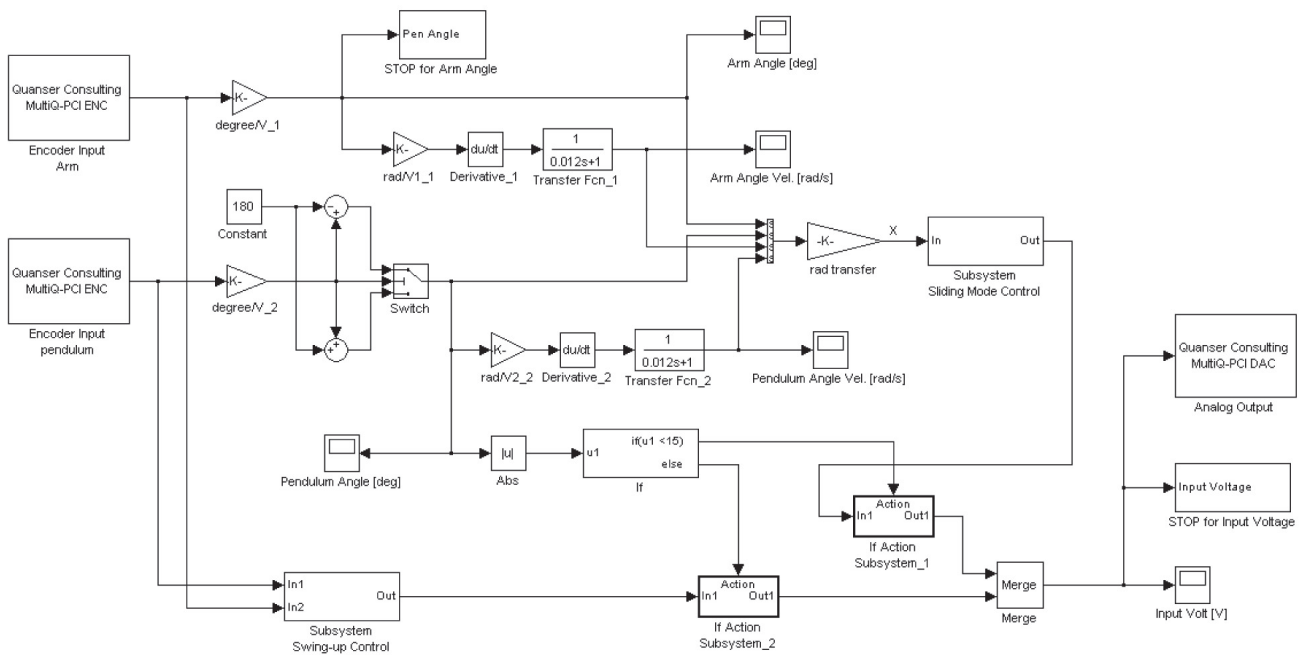 Pen Angle
STOP for Arm Angle
Arm Angle [deg]
Quanser Consulting
MultiQ-PCI ENC
Encoder Input
Arm
-K-
degree/V_1
-K-
rad/V1_1
du/dt
Derivative_1
1
0.012s+1
Transfer Fcn_1
Arm Angle Vel. [rad/s]
180
Constant
-
+
Quanser Consulting
MultiQ-PCI ENC
Encoder Input
pendulum
-K-
degree/V_2
+
+
Switch
-K-
rad transfer
X
In
Out
Subsystem
Sliding Mode Control
-K-
rad/V2_2
du/dt
Derivative_2
1
0.012s+1
Transfer Fcn_2
Pendulum Angle Vel. [rad/s]
Quanser Consulting
MultiQ-PCI DAC
Analog Output
Pendulum Angle [deg]
|u|
Abs
u1
if(u1 <15)
else
If
Action
In1
Out1
If Action
Subsystem_1
Input Voltage
STOP for Input Voltage
In1
In2
Out
Subsystem
Swing-up Control
Action
In1
Out1
If Action
Subsystem_2
Merge
Merge
Input Volt [V]